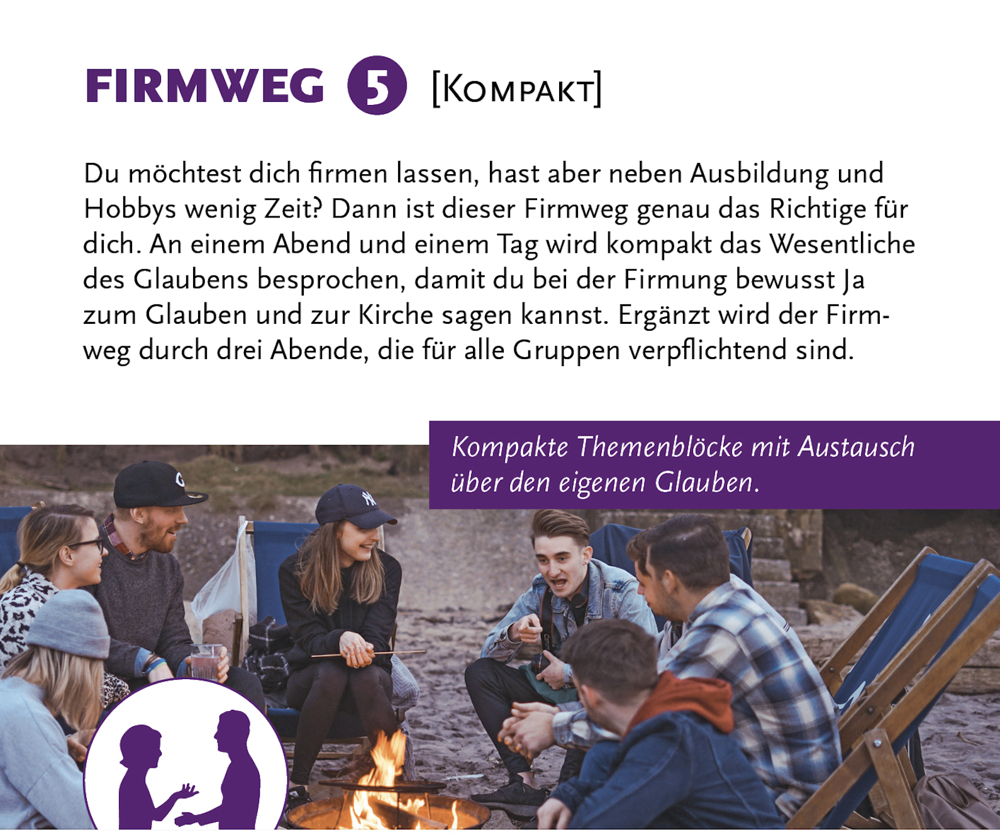 FIRMWEG 5 [KOMPAKT]
Du möchtest dich firmen lassen, hast aber neben Ausbildung und
Hobbys wenig Zeit? Dann ist dieser Firmweg genau das Richtige für
dich. An einem Abend und einem Tag wird kompakt das Wesentliche
des Glaubens besprochen, damit du bei der Firmung bewusst Ja
zum Glauben und zur Kirche sagen kannst. Ergänzt wird der Firm-
weg durch drei Abende, die für alle Gruppen verpflichtend sind.
Kompakte Themenblöcke mit Austausch
über den eigenen Glauben.
G
NY